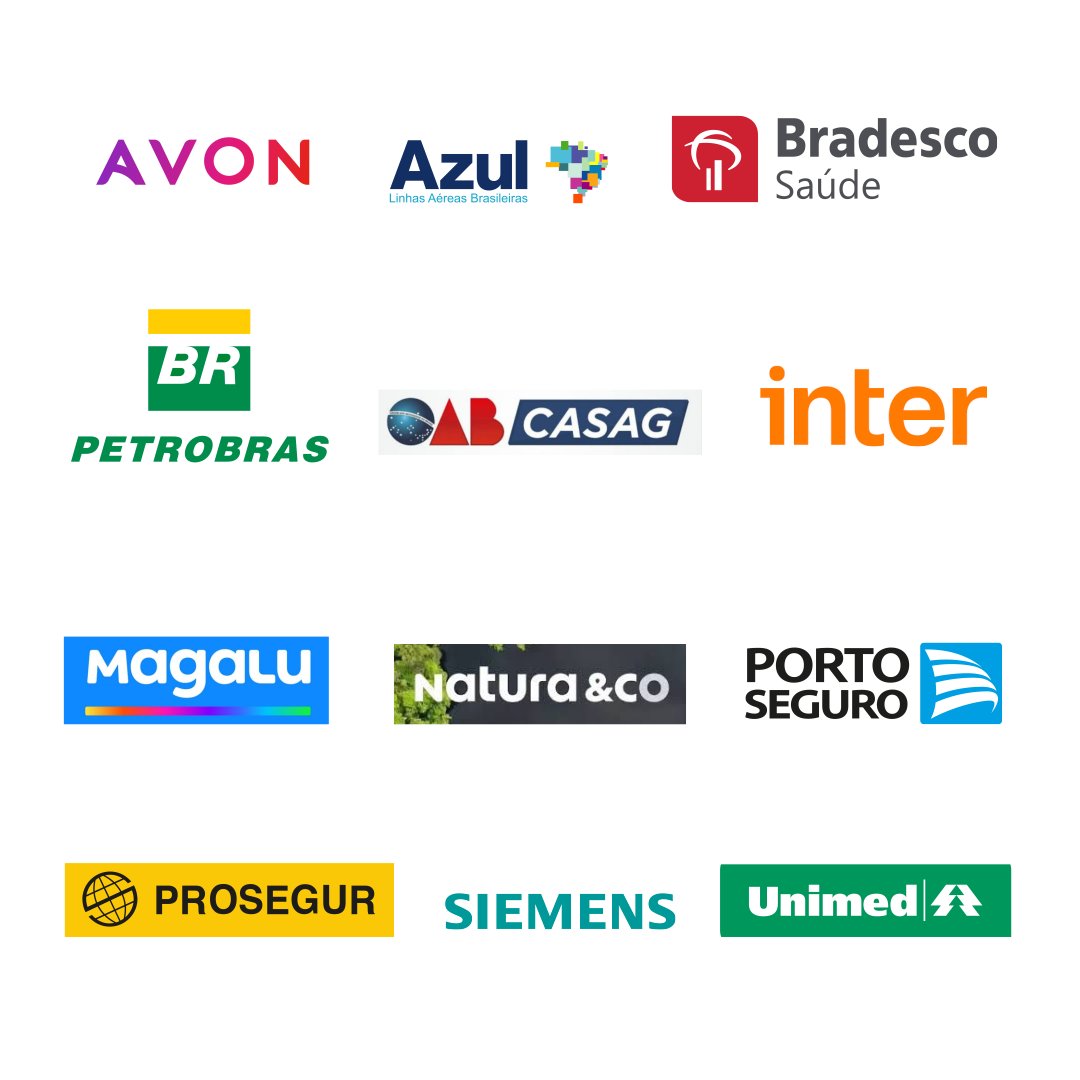 AVON
Azul
Linhas Aéreas Brasileiras
Bradesco
Saúde
BR
PETROBRAS
OAB CASAG
inter
Magalu
Natura &co
PORTO
SEGURO
PROSEGUR
SIEMENS
Unimed